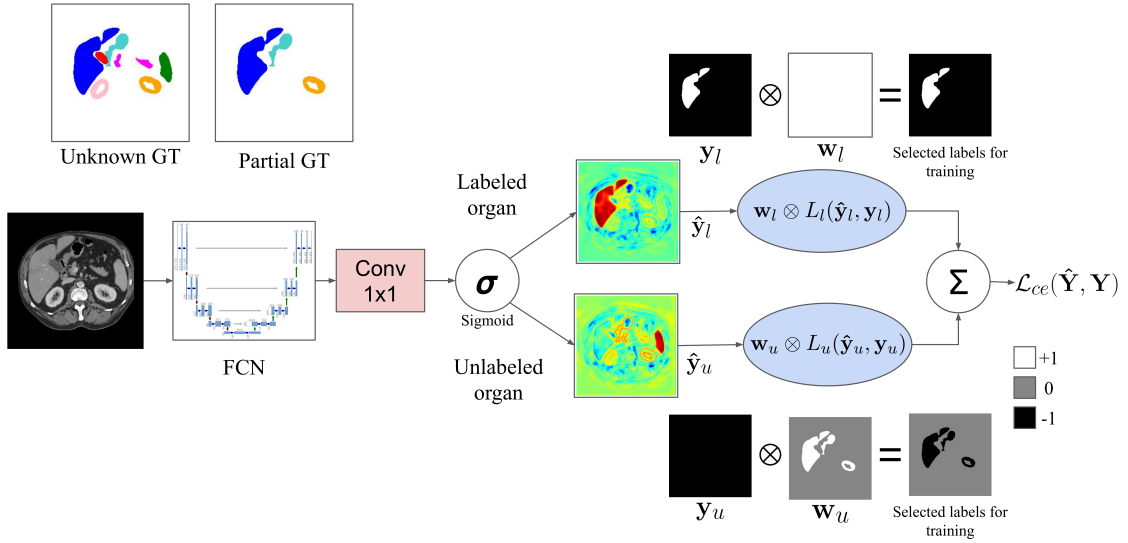 Unknown GT
Partial GT
y_l
⊗
w_l
=
Selected labels for
training
Labeled
organ
ŷ_l
w_l ⊗ L_l(ŷ_l, y_l)
FCN
Conv
1x1
σ
Sigmoid
Σ
ℒ_ce(Ŷ, Y)
Unlabeled
organ
ŷ_u
w_u ⊗ L_u(ŷ_u, y_u)
+1
0
-1
y_u
⊗
w_u
=
Selected labels for
training